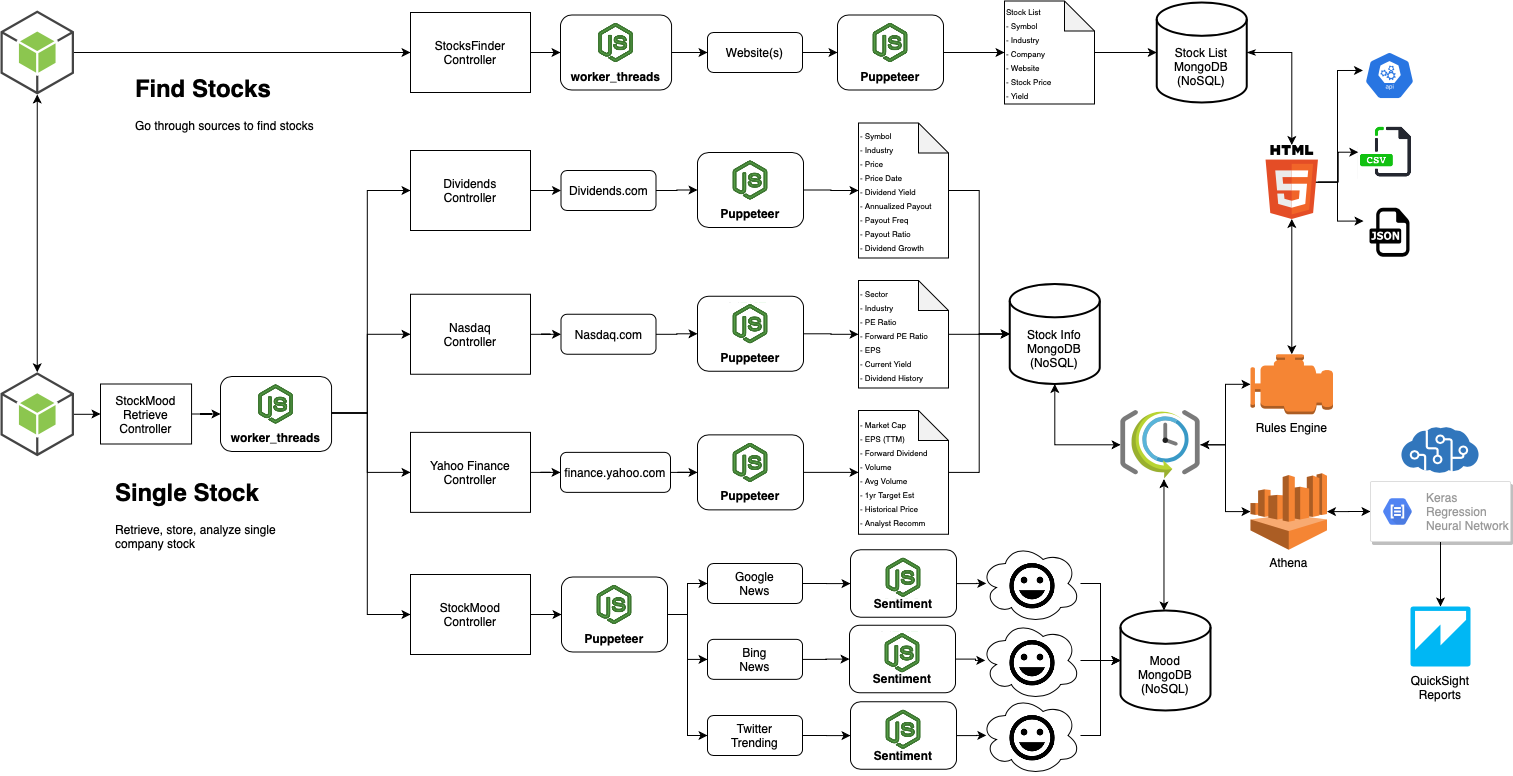 StocksFinder
Controller
JS
worker_threads
Website(s)
JS
Puppeteer
Stock List
- Symbol
- Industry
- Company
- Website
- Stock Price
- Yield
Stock List
MongoDB
(NoSQL)
api
Find Stocks
Go through sources to find stocks
HTML
5
CSV
JSON
Dividends
Controller
Dividends.com
JS
Puppeteer
- Symbol
- Industry
- Price
- Price Date
- Dividend Yield
- Annualized Payout
- Payout Freq
- Payout Ratio
- Dividend Growth
Nasdaq
Controller
Nasdaq.com
JS
Puppeteer
- Sector
- Industry
- PE Ratio
- Forward PE Ratio
- EPS
- Current Yield
- Dividend History
Stock Info
MongoDB
(NoSQL)
StockMood
Retrieve
Controller
JS
worker_threads
Rules Engine
Yahoo Finance
Controller
finance.yahoo.com
JS
Puppeteer
- Market Cap
- EPS (TTM)
- Forward Dividend
- Volume
- Avg Volume
- 1yr Target Est
- Historical Price
- Analyst Recomm
Single Stock
Retrieve, store, analyze single
company stock
Athena
Keras
Regression
Neural Network
StockMood
Controller
JS
Puppeteer
Google
News
JS
Sentiment
Bing
News
JS
Sentiment
Twitter
Trending
JS
Sentiment
Mood
MongoDB
(NoSQL)
QuickSight
Reports